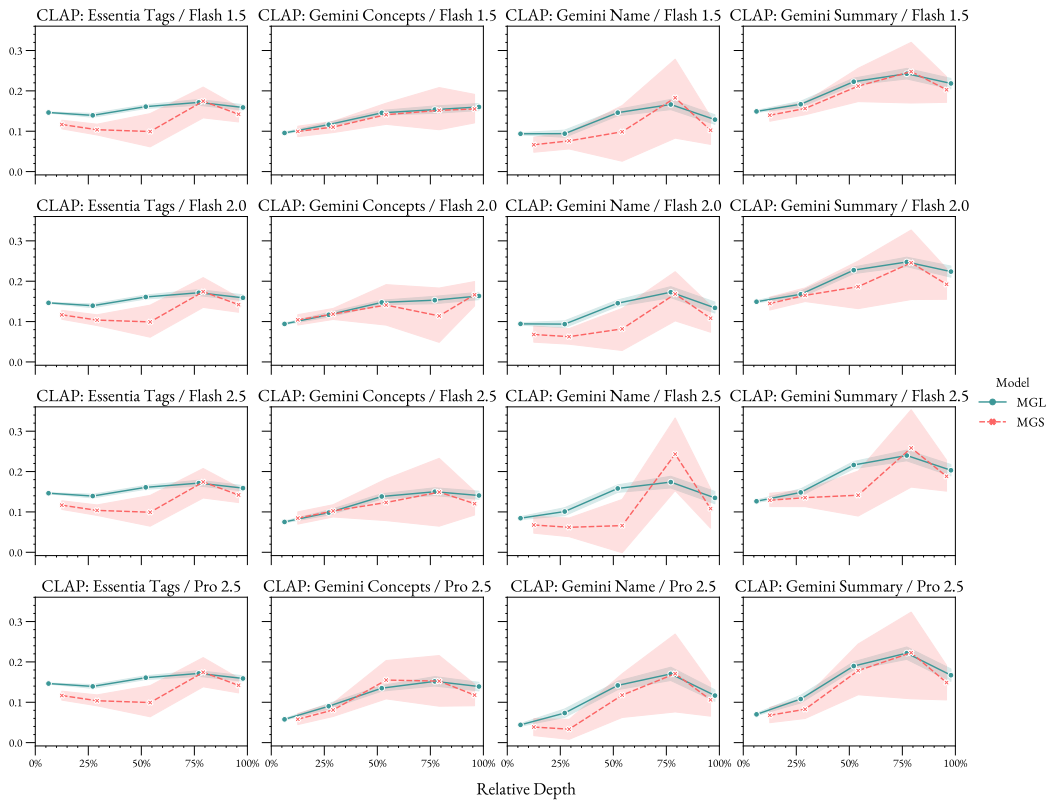 CLAP: Essentia Tags / Flash 1.5
CLAP: Gemini Concepts / Flash 1.5
CLAP: Gemini Name / Flash 1.5
CLAP: Gemini Summary / Flash 1.5
0.3
0.2
0.1
0.0
CLAP: Essentia Tags / Flash 2.0
CLAP: Gemini Concepts / Flash 2.0
CLAP: Gemini Name / Flash 2.0
CLAP: Gemini Summary / Flash 2.0
0.3
0.2
0.1
0.0
CLAP: Essentia Tags / Flash 2.5
CLAP: Gemini Concepts / Flash 2.5
CLAP: Gemini Name / Flash 2.5
CLAP: Gemini Summary / Flash 2.5
0.3
0.2
0.1
0.0
Model
MGL
MGS
CLAP: Essentia Tags / Pro 2.5
CLAP: Gemini Concepts / Pro 2.5
CLAP: Gemini Name / Pro 2.5
CLAP: Gemini Summary / Pro 2.5
0.3
0.2
0.1
0.0
0% 25% 50% 75% 100%
0% 25% 50% 75% 100%
0% 25% 50% 75% 100%
0% 25% 50% 75% 100%
Relative Depth